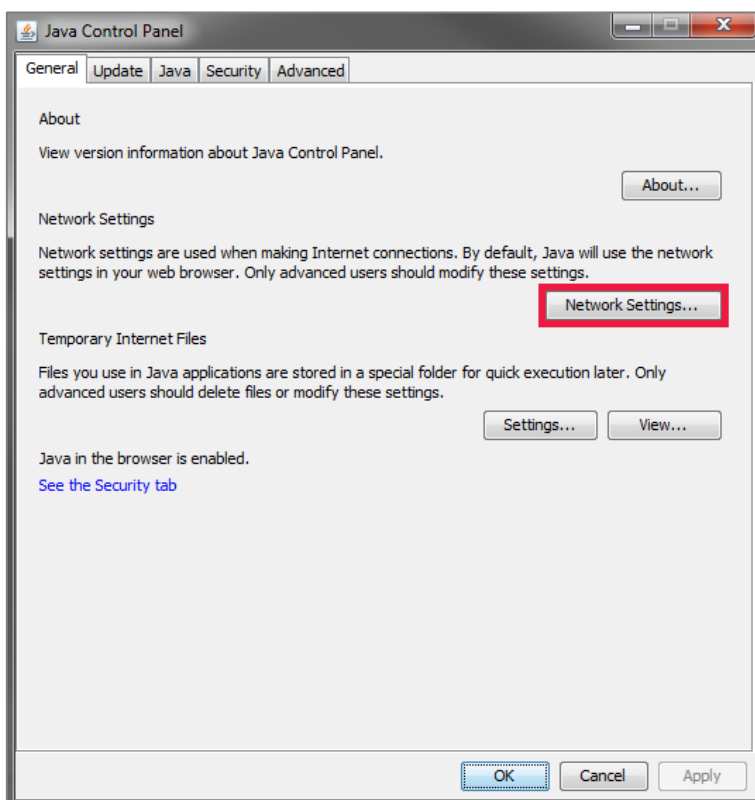 Java Control Panel
General Update Java Security Advanced
About
View version information about Java Control Panel.
About...
Network Settings
Network settings are used when making Internet connections. By default, Java will use the network
settings in your web browser. Only advanced users should modify these settings.
Network Settings...
Temporary Internet Files
Files you use in Java applications are stored in a special folder for quick execution later. Only
advanced users should delete files or modify these settings.
Settings... View...
Java in the browser is enabled.
See the Security tab
OK Cancel Apply